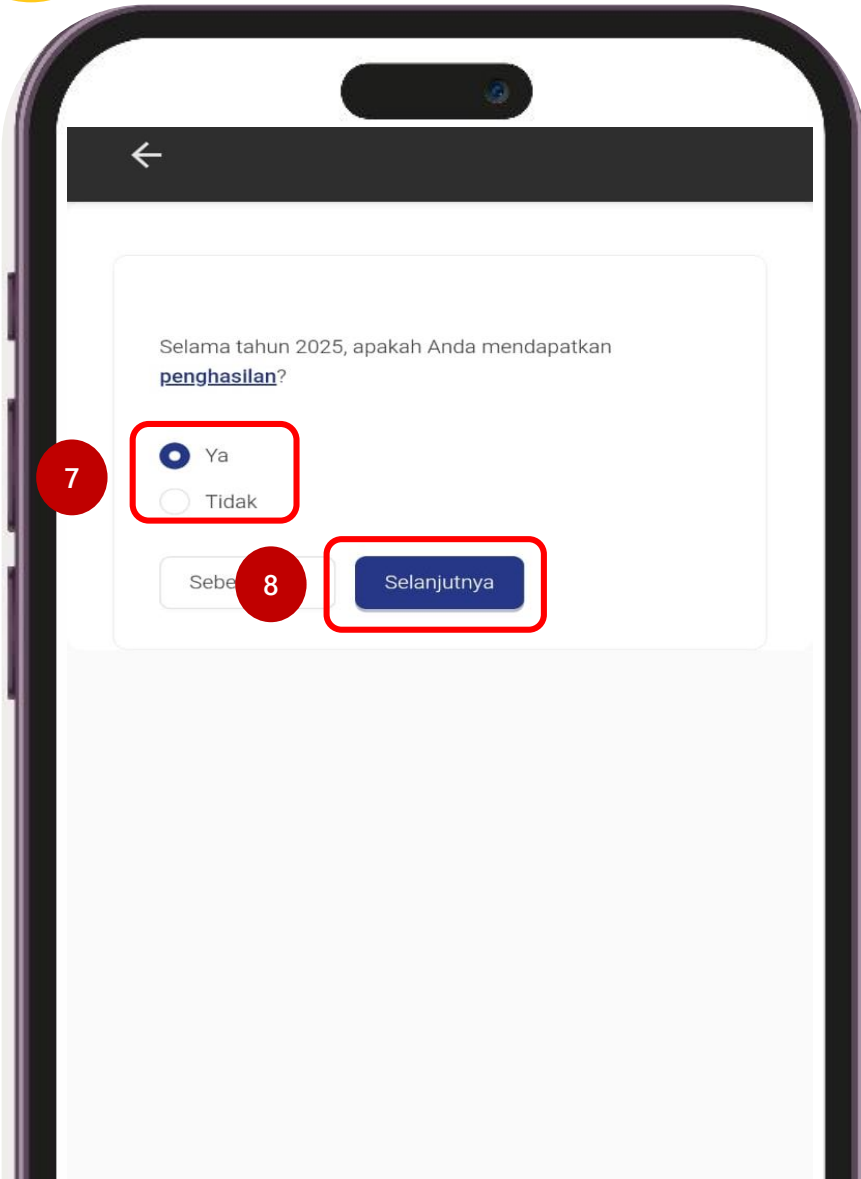 Selama tahun 2025, apakah Anda mendapatkan
penghasilan?
7
Ya
Tidak
8
Selanjutnya